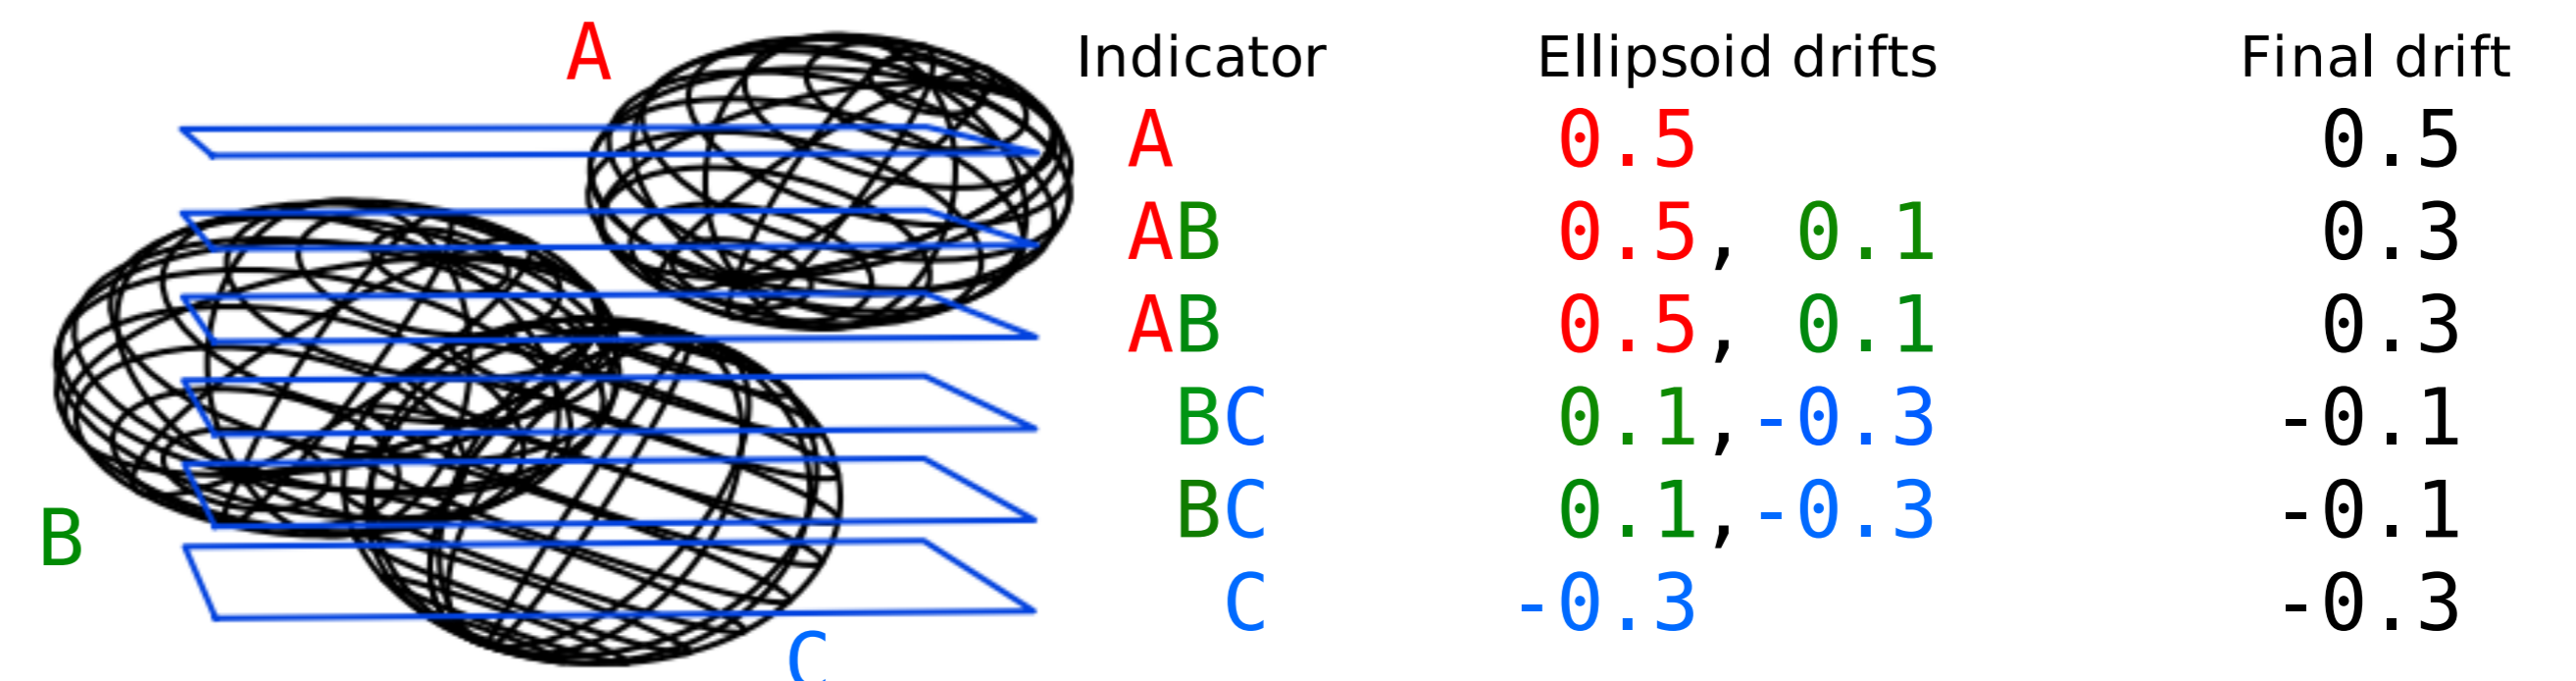 A
Indicator Ellipsoid drifts Final drift
A 0.5 0.5
AB 0.5, 0.1 0.3
AB 0.5, 0.1 0.3
BC 0.1,-0.3 -0.1
B
BC 0.1,-0.3 -0.1
C -0.3 -0.3
C